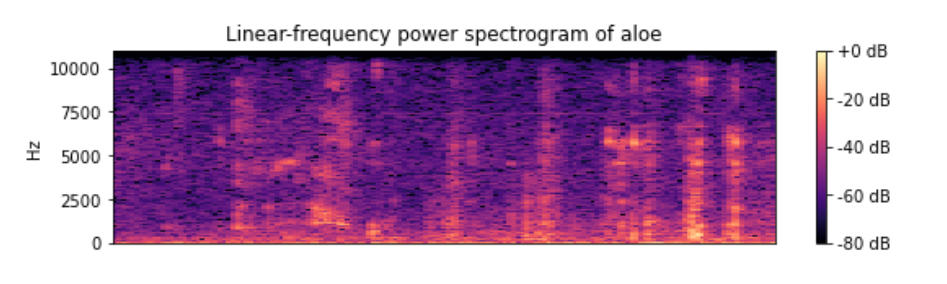 Linear-frequency power spectrogram of aloe
Hz
10000
7500
5000
2500
0
+0 dB
-20 dB
-40 dB
-60 dB
-80 dB